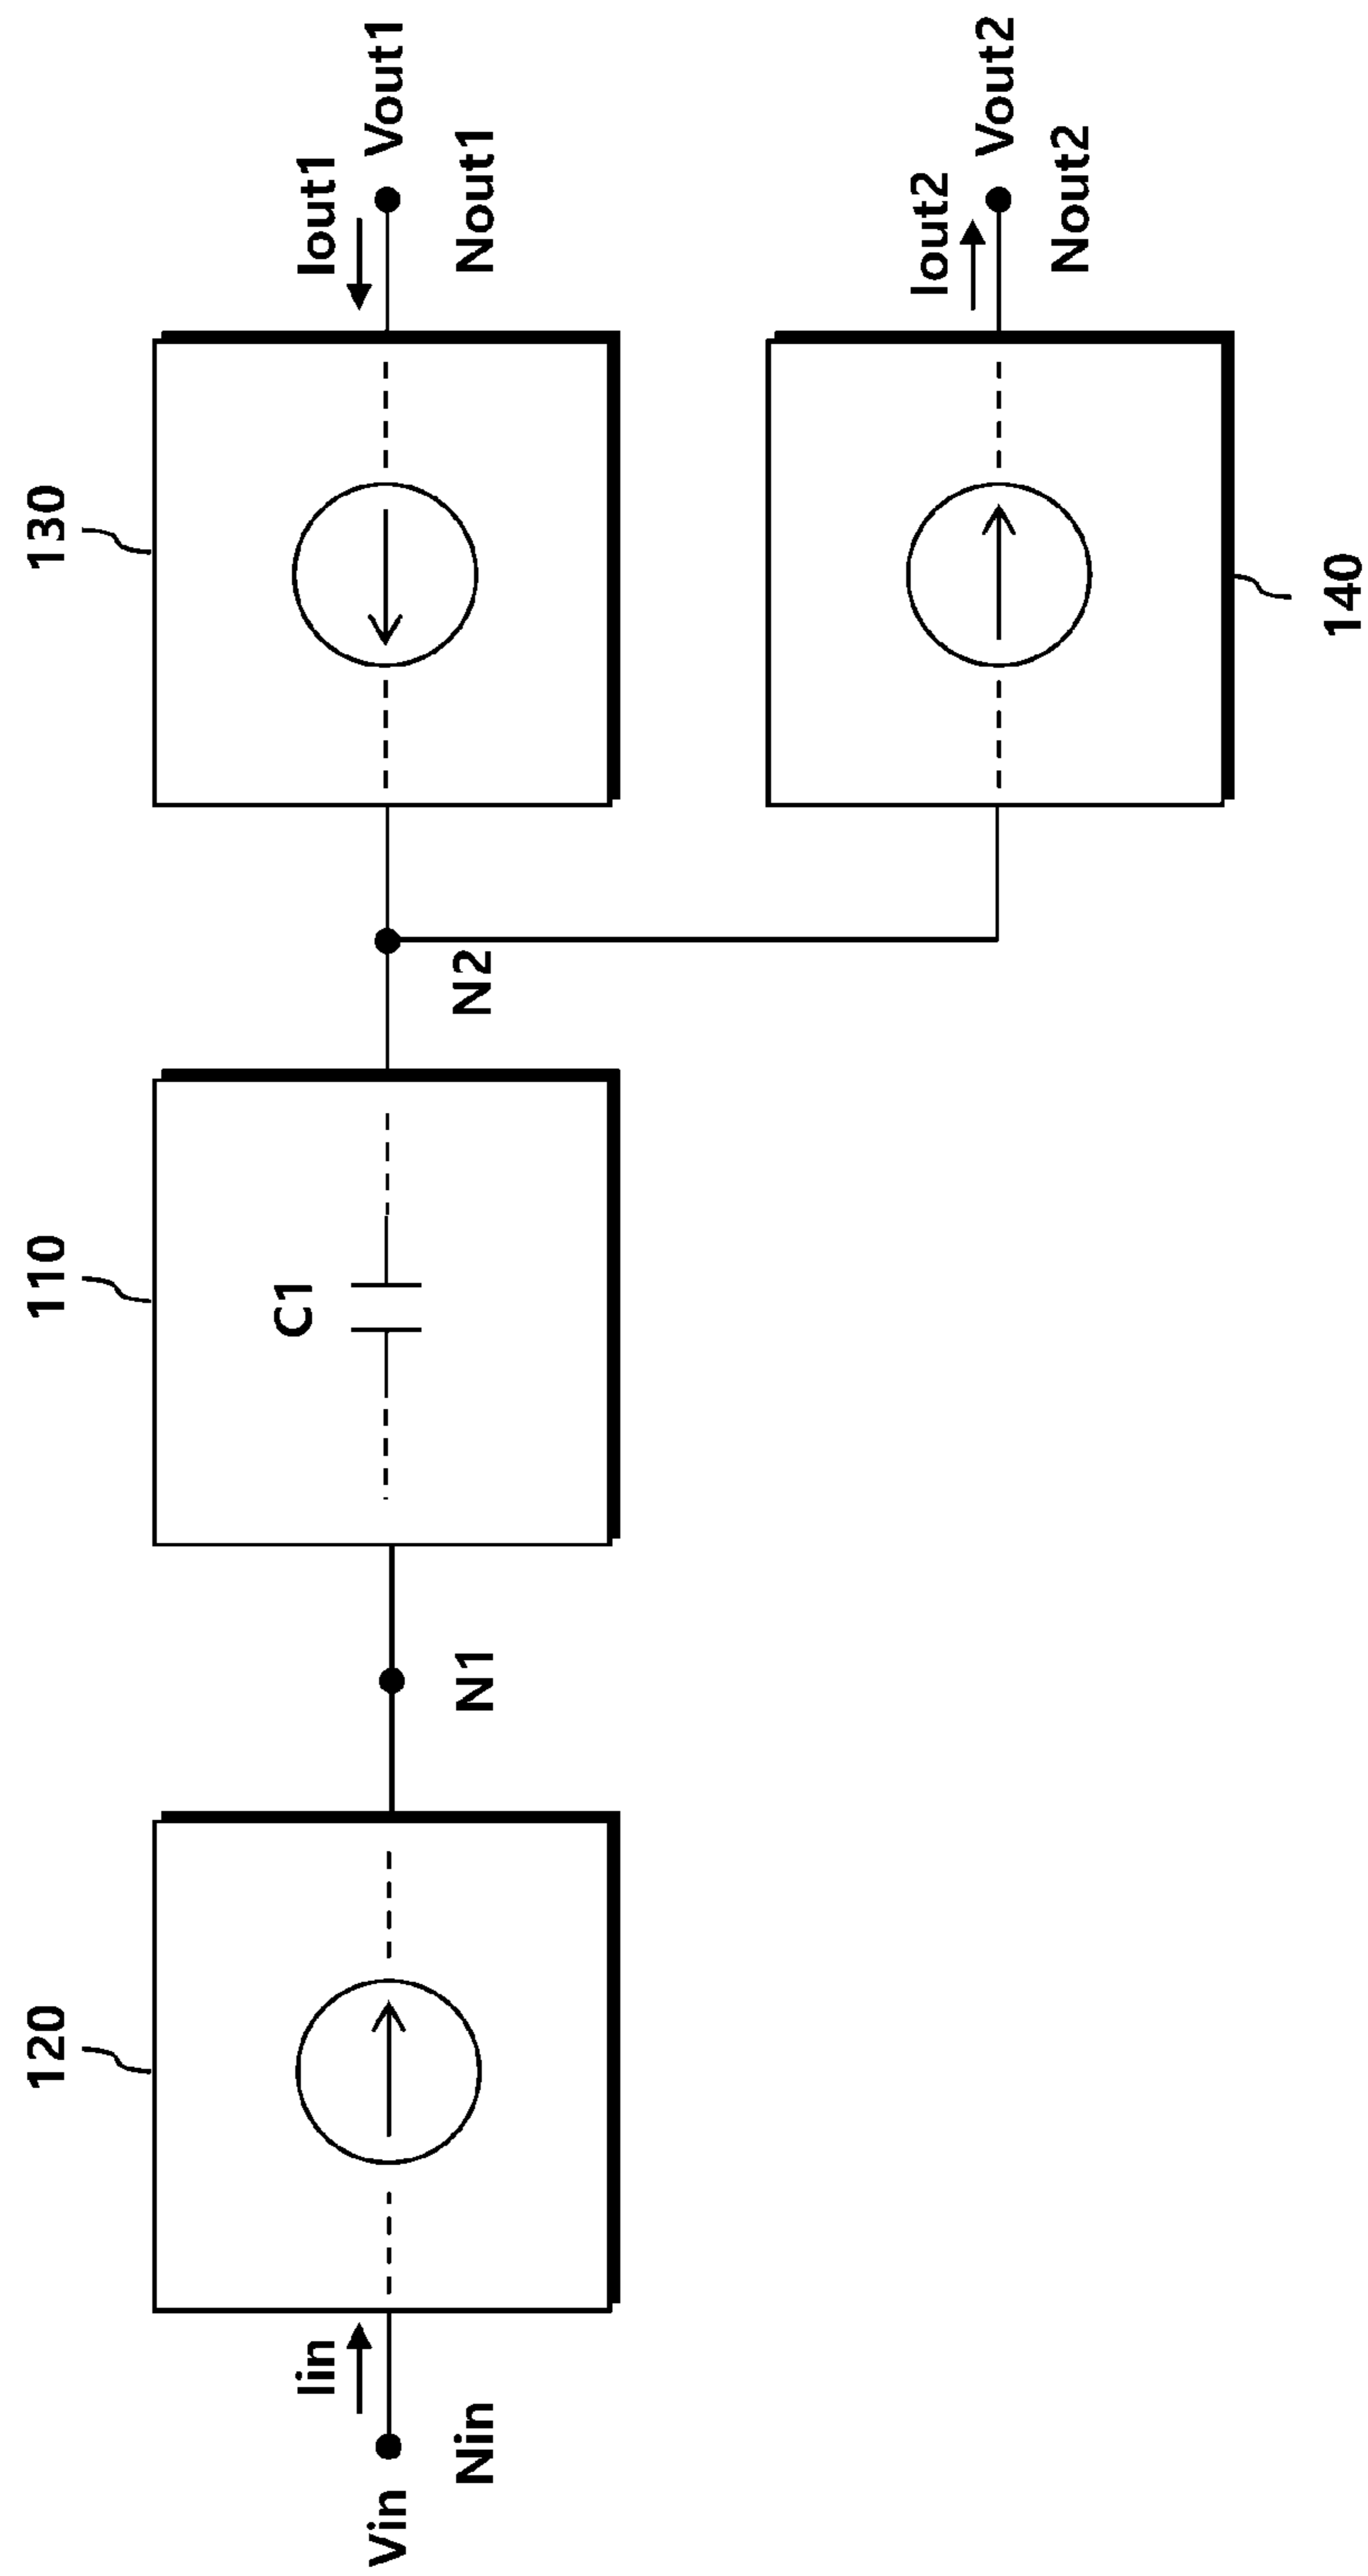 120
110
130
Iin
C1
Iout1
Vin
Vout1
Nin
N1
N2
Nout1
Iout2
Vout2
Nout2
140